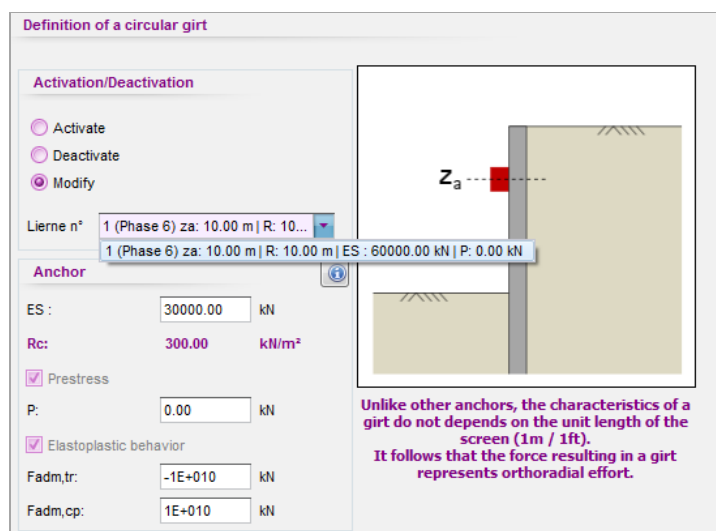 Definition of a circular girt
Activation/Deactivation
Activate
Deactivate
Modify
Lierne n° 1 (Phase 6) za: 10.00 m | R: 10...
1 (Phase 6) za: 10.00 m | R: 10.00 m | ES : 60000.00 kN | P: 0.00 kN
Anchor
ES : 30000.00 kN
Rc: 300.00 kN/m²
Prestress
P: 0.00 kN
Elastoplastic behavior
Fadm,tr: -1E+010 kN
Fadm,cp: 1E+010 kN
Za
Unlike other anchors, the characteristics of a
girt do not depends on the unit length of the
screen (1m / 1ft).
It follows that the force resulting in a girt
represents orthoradial effort.